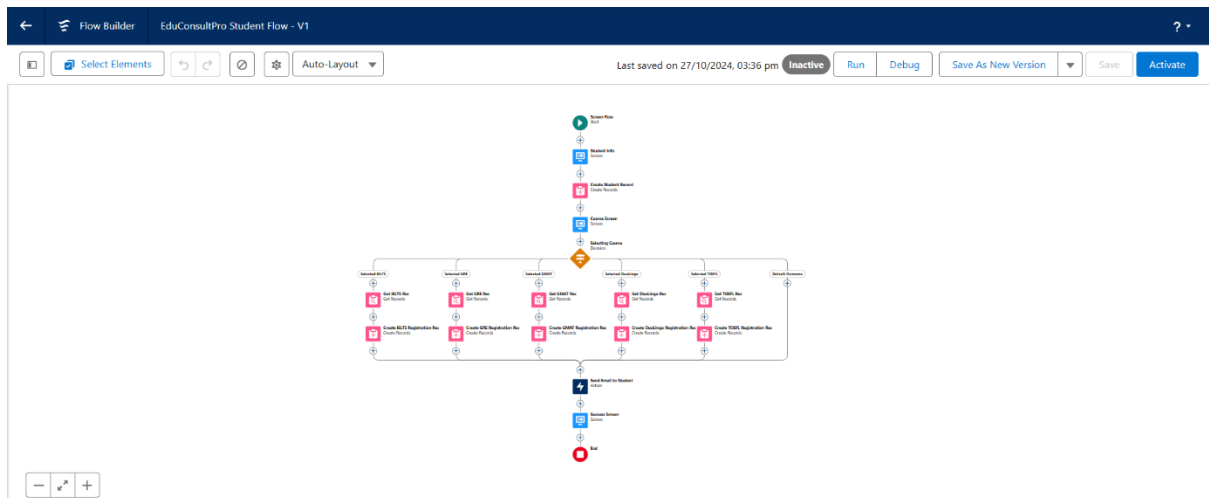 Flow Builder
EduConsultPro Student Flow - V1
?
Select Elements
Auto-Layout
Last saved on 27/10/2024, 03:36 pm
Inactive
Run
Debug
Save As New Version
Save
Activate
Screen Flow
Start
Student Info
Screen
Create Student Record
Create Records
Course Screen
Screen
Selecting Course
Decision
Selected IELTS
Selected GRE
Selected GMAT
Selected DuoLingo
Selected TOEFL
Default Outcome
Get IELTS Rec
Get Records
Get GRE Rec
Get Records
Get GMAT Rec
Get Records
Get DuoLingo Rec
Get Records
Get TOEFL Rec
Get Records
Create IELTS Registration Rec
Create Records
Create GRE Registration Rec
Create Records
Create GMAT Registration Rec
Create Records
Create DuoLingo Registration Rec
Create Records
Create TOEFL Registration Rec
Create Records
Send Email to Student
Action
Success Screen
Screen
End